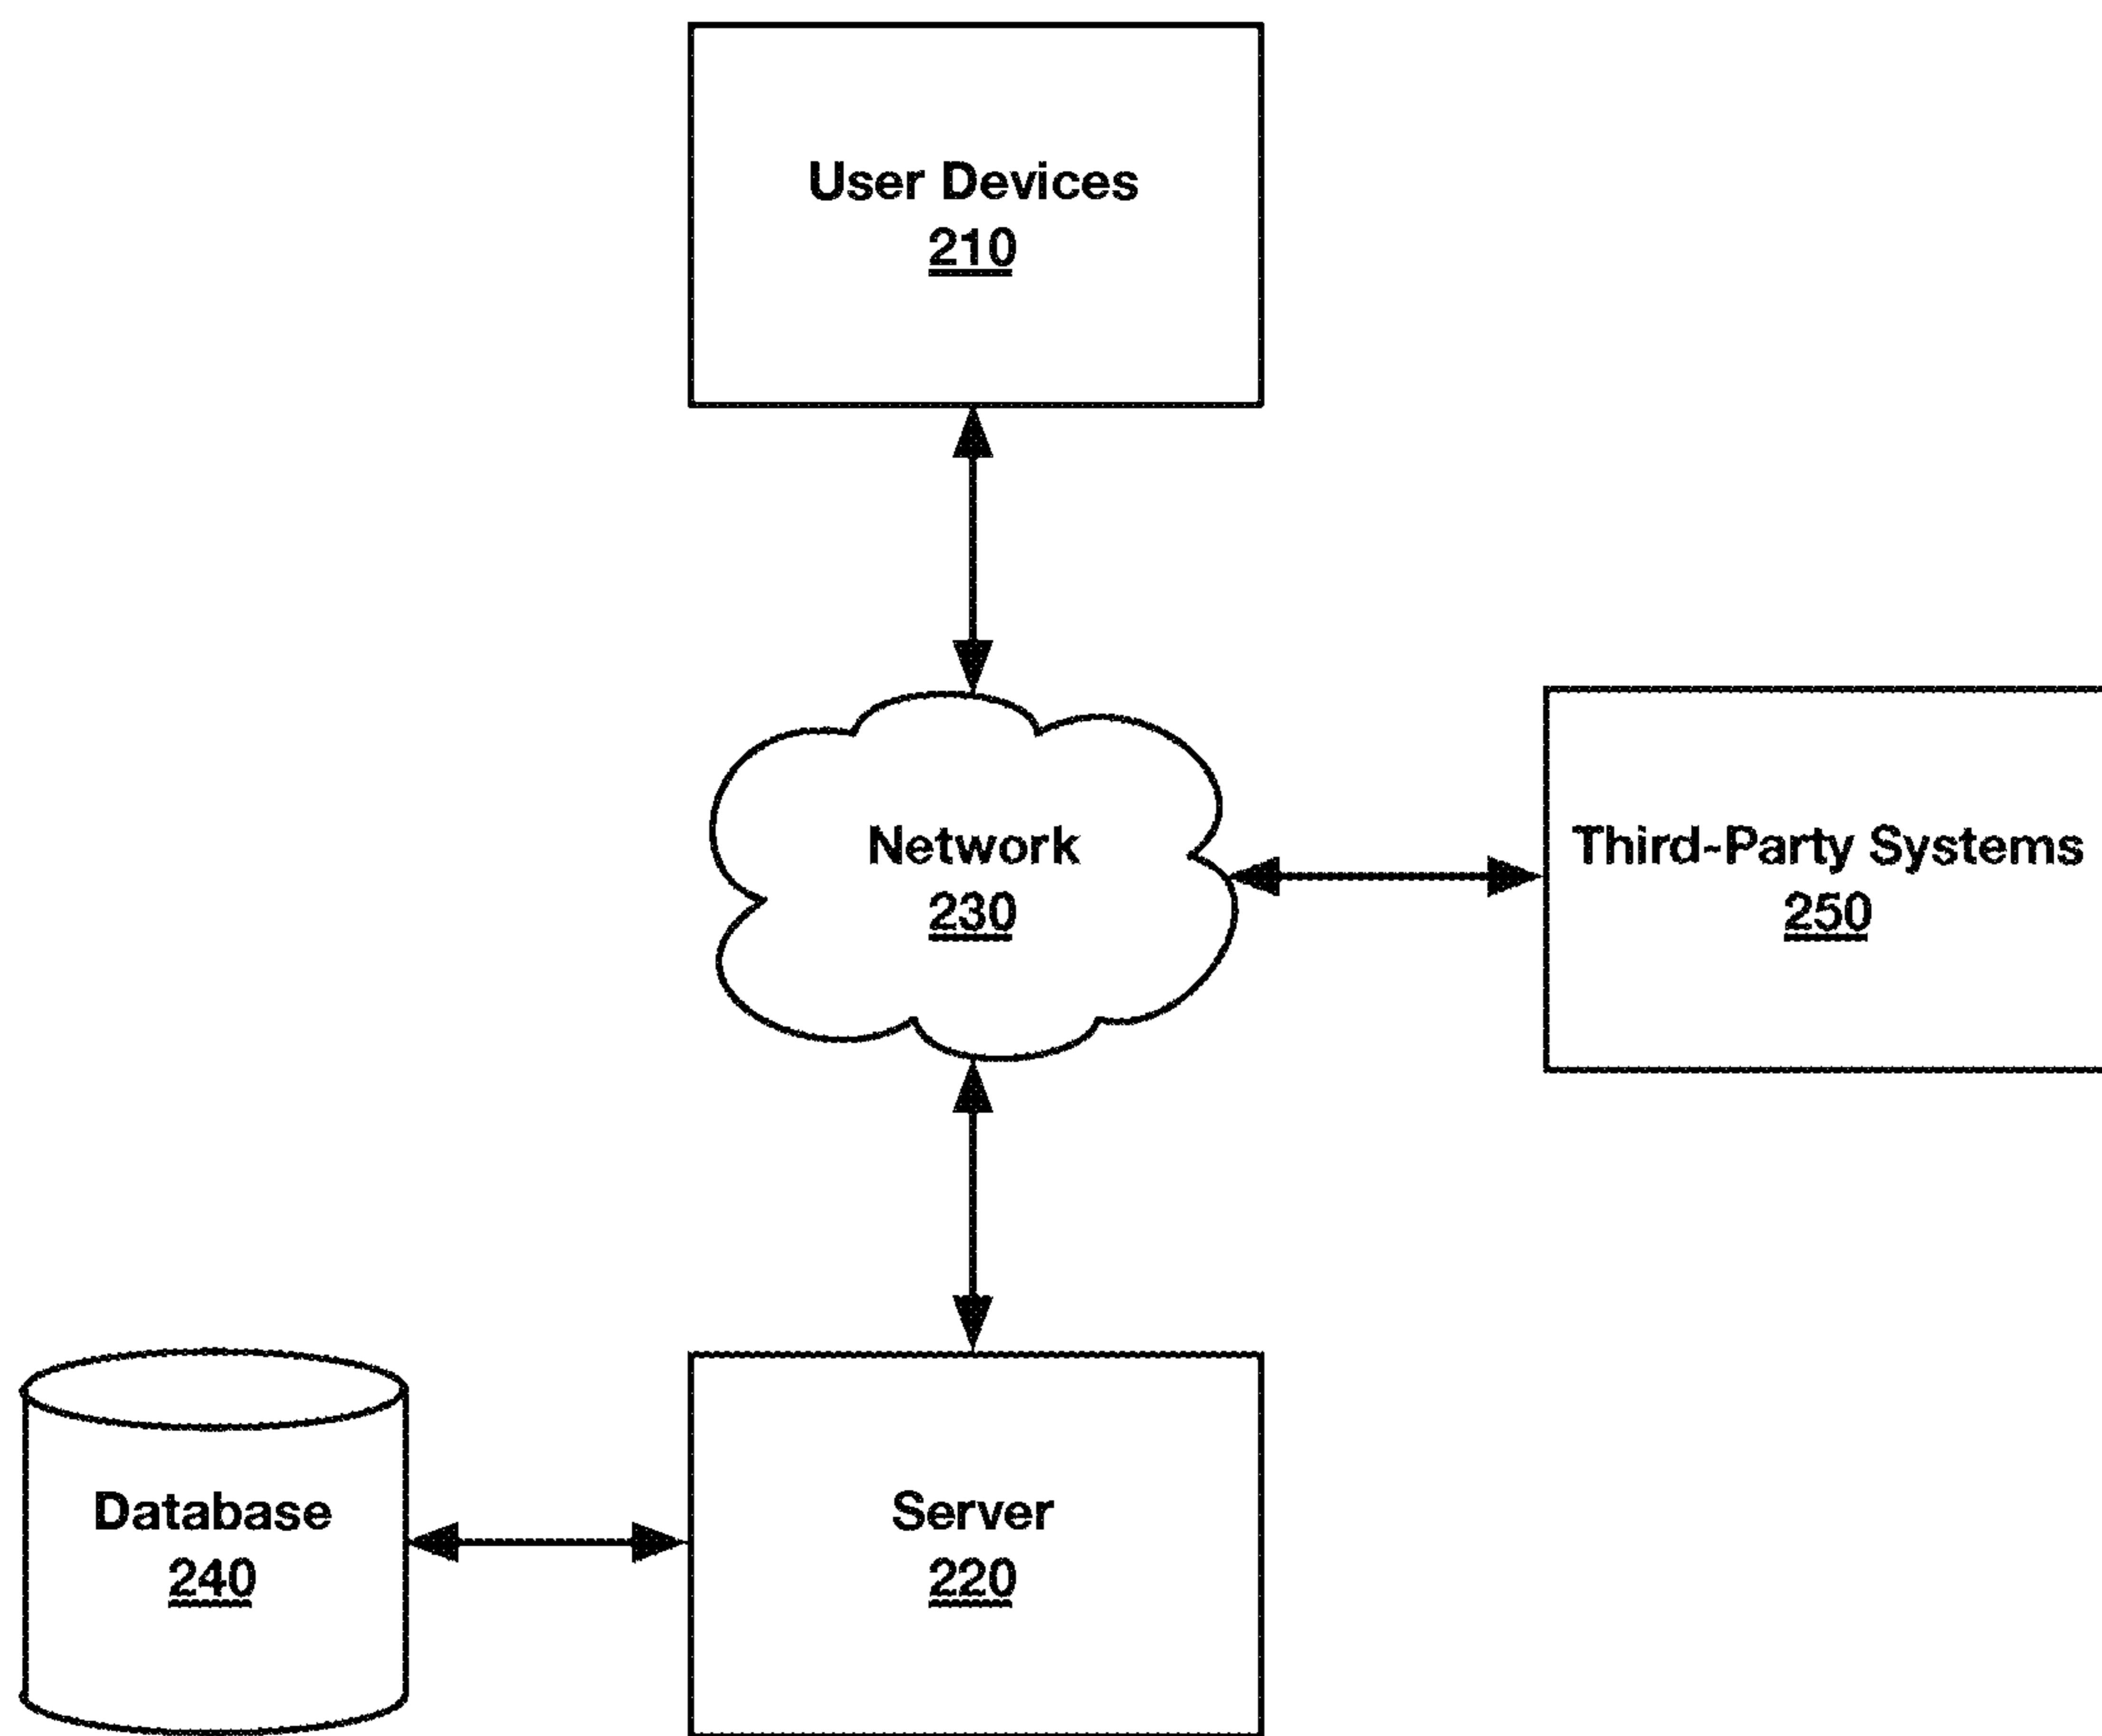 User Devices
210
Network
230
Third-Party Systems
250
Database
240
Server
220